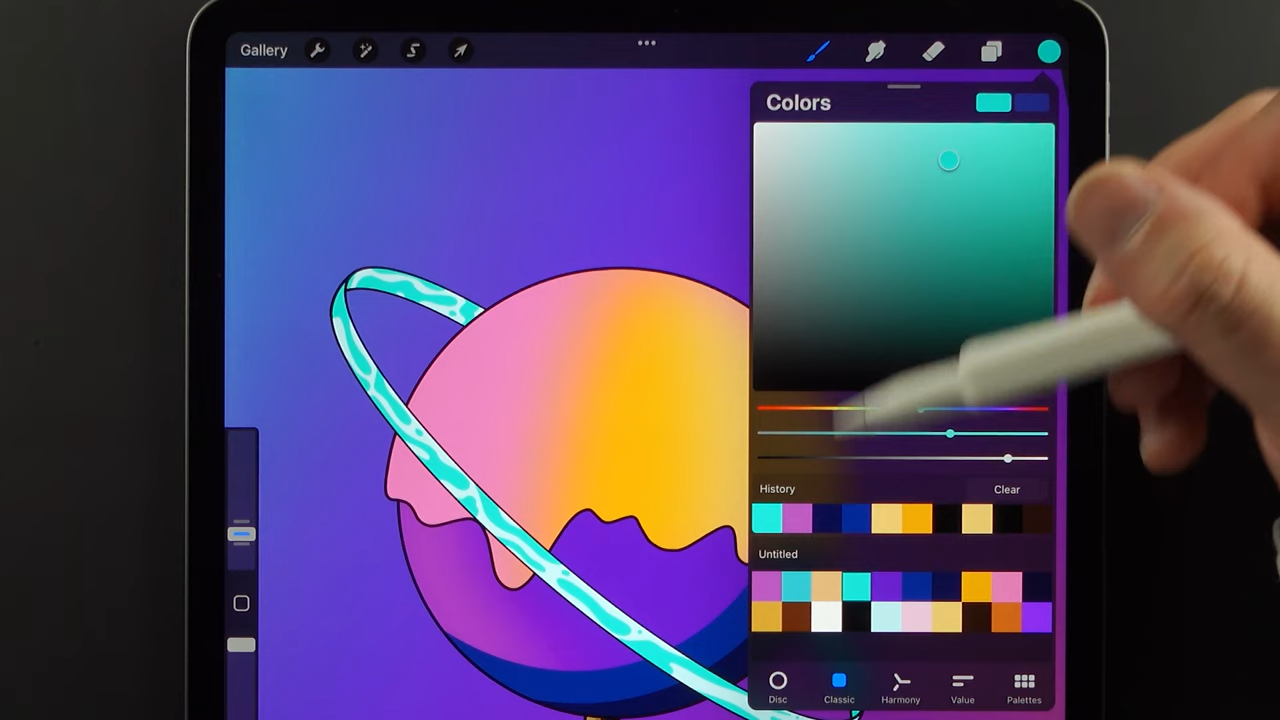 Gallery
Colors
History
Clear
Untitled
Disc
Classic
Harmony
Value
Palettes